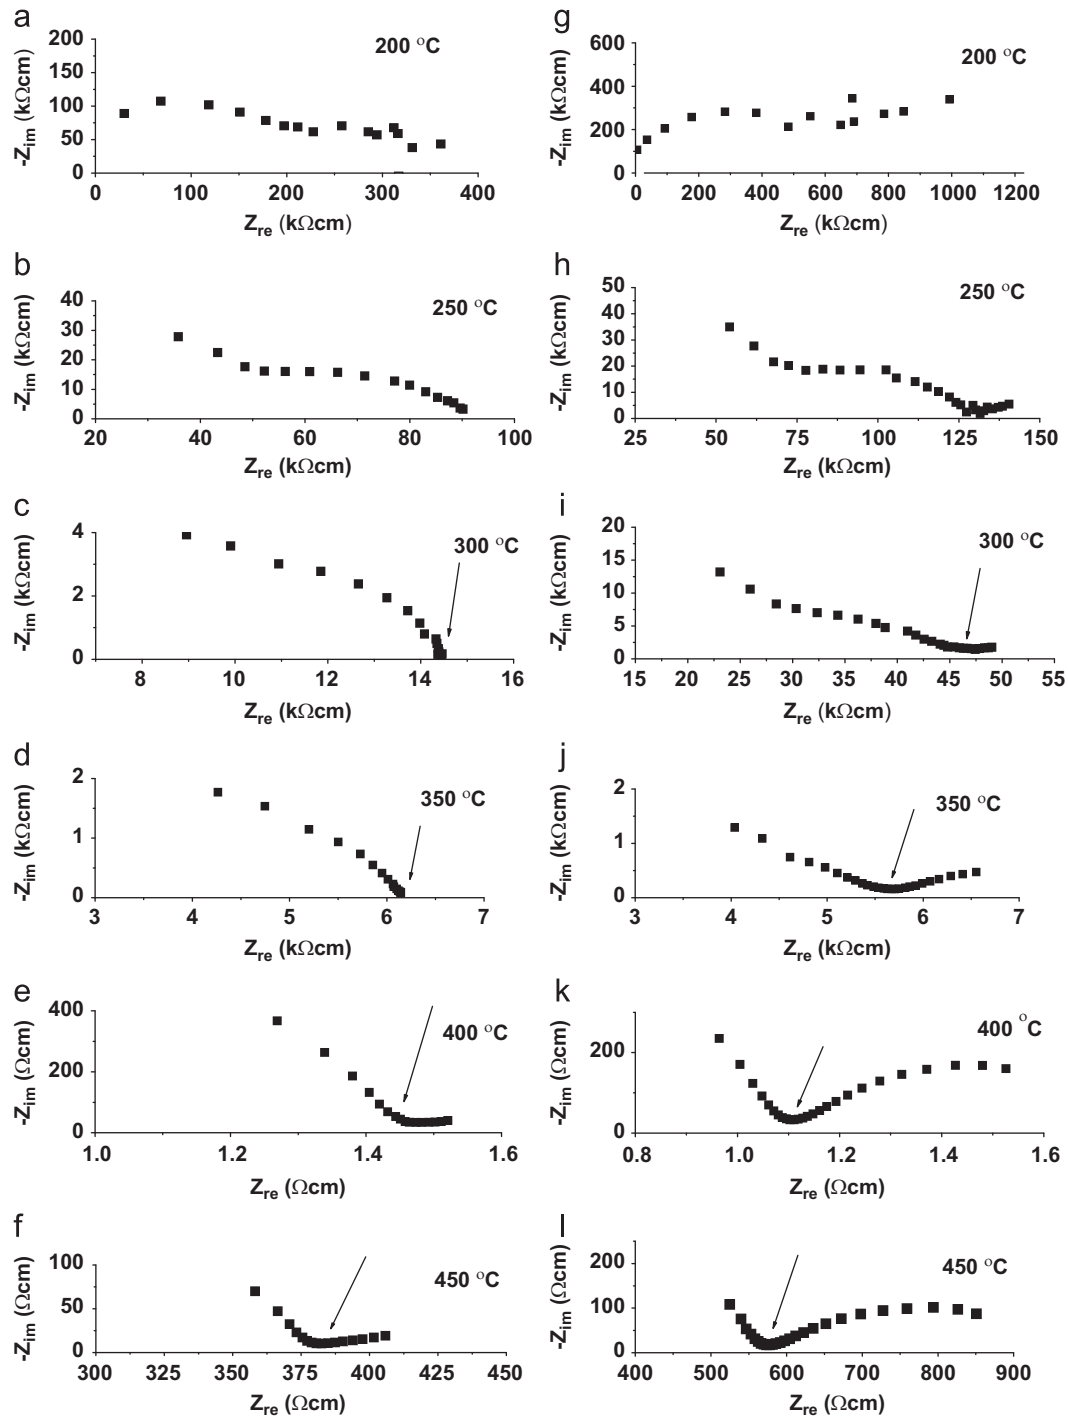 a
200 °C
-Z_im (kΩcm)
200
150
100
50
0
0 100 200 300 400
Z_re (kΩcm)
b
250 °C
-Z_im (kΩcm)
40
30
20
10
0
20 40 60 80 100
Z_re (kΩcm)
c
300 °C
-Z_im (kΩcm)
4
2
0
8 10 12 14 16
Z_re (kΩcm)
d
350 °C
-Z_im (kΩcm)
2
1
0
3 4 5 6 7
Z_re (kΩcm)
e
400 °C
-Z_im (Ωcm)
400
200
0
1.0 1.2 1.4 1.6
Z_re (Ωcm)
f
450 °C
-Z_im (Ωcm)
100
50
0
300 325 350 375 400 425 450
Z_re (Ωcm)
g
200 °C
-Z_im (kΩcm)
600
400
200
0
0 200 400 600 800 1000 1200
Z_re (kΩcm)
h
250 °C
-Z_im (kΩcm)
50
40
30
20
10
0
25 50 75 100 125 150
Z_re (kΩcm)
i
300 °C
-Z_im (kΩcm)
20
15
10
5
0
15 20 25 30 35 40 45 50 55
Z_re (kΩcm)
j
350 °C
-Z_im (kΩcm)
2
1
0
3 4 5 6 7
Z_re (kΩcm)
k
400 °C
-Z_im (Ωcm)
200
0
0.8 1.0 1.2 1.4 1.6
Z_re (Ωcm)
l
450 °C
-Z_im (Ωcm)
200
100
0
400 500 600 700 800 900
Z_re (Ωcm)